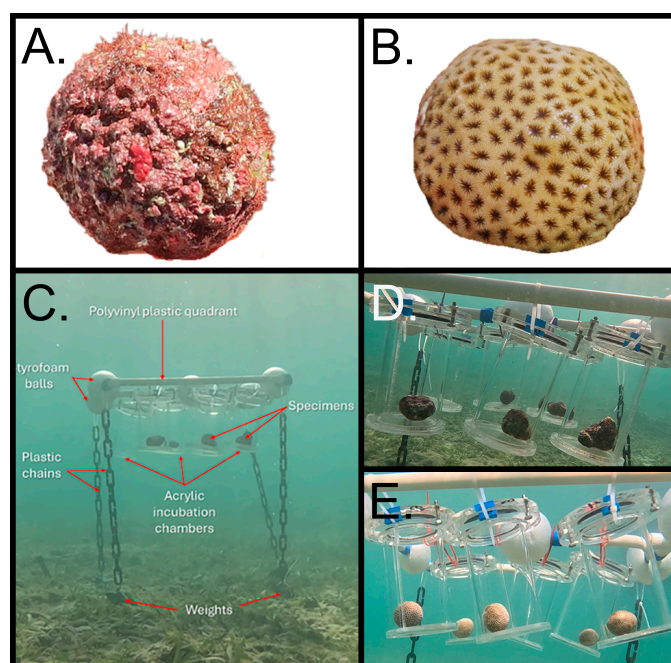 A.
B.
C.
Polyvinyl plastic quadrant
tyrofoam
balls
Specimens
Plastic
chains
Acrylic
incubation
chambers
Weights
D.
E.